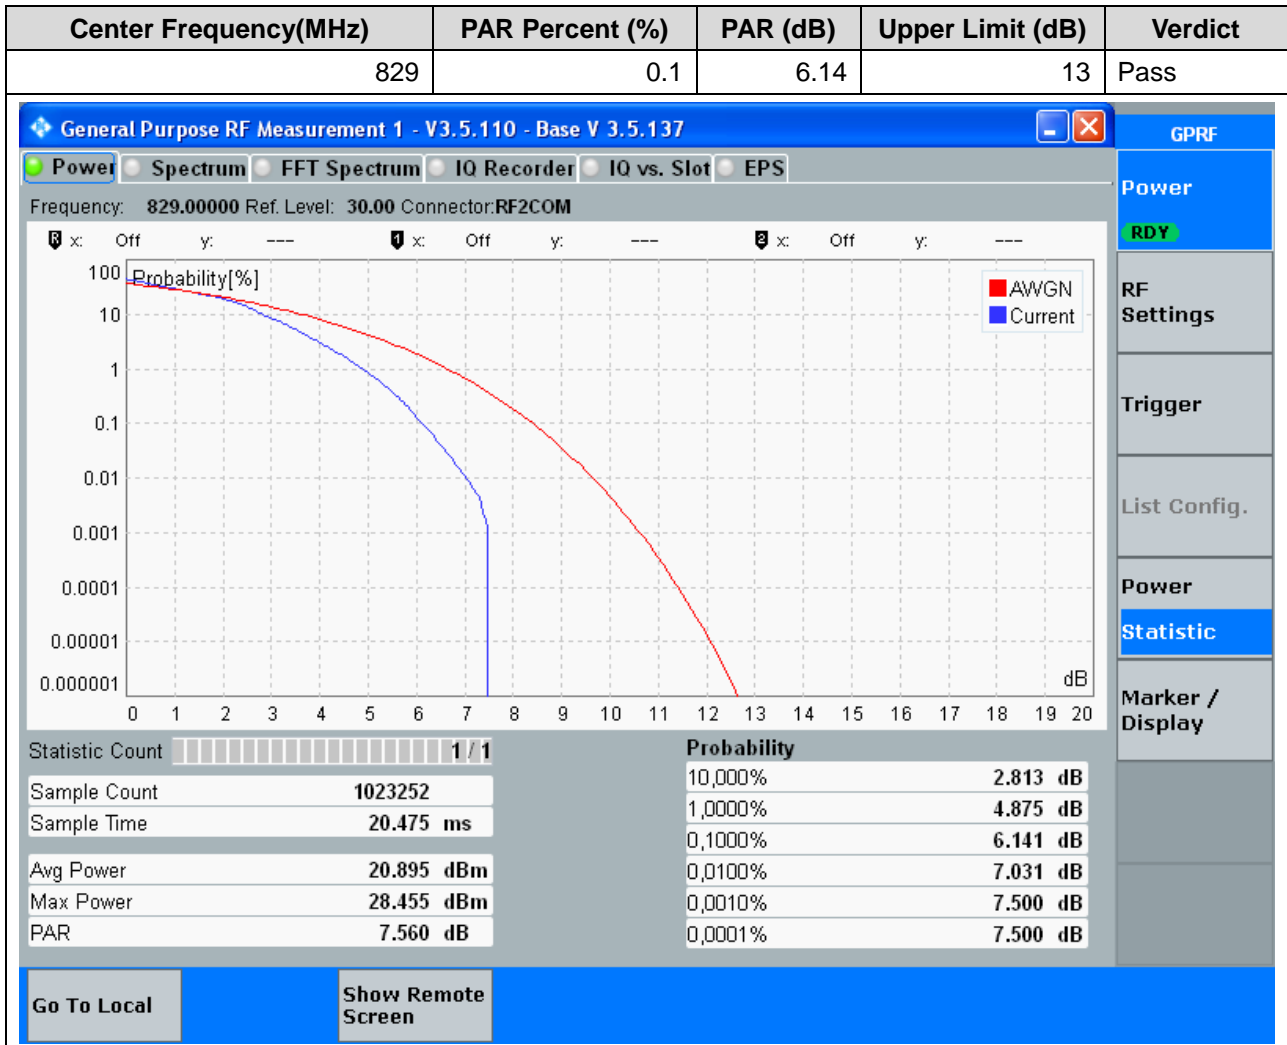 Center Frequency(MHz) PAR Percent (%) PAR (dB) Upper Limit (dB) Verdict
829 0.1 6.14 13 Pass
General Purpose RF Measurement 1 - V3.5.110 - Base V 3.5.137
GPRF
Power Spectrum FFT Spectrum IQ Recorder IQ vs. Slot EPS
Power
RDY
Frequency: 829.00000 Ref. Level: 30.00 Connector:RF2COM
R x: Off y: --- 1 x: Off y: --- 2 x: Off y: ---
Probability[%]
100
10
1
0.1
0.01
0.001
0.0001
0.00001
0.000001
AWGN
Current
dB
0 1 2 3 4 5 6 7 8 9 10 11 12 13 14 15 16 17 18 19 20
RF
Settings
Trigger
List Config.
Power
Statistic
Marker /
Display
Statistic Count 1 / 1
Sample Count 1023252
Sample Time 20.475 ms
Avg Power 20.895 dBm
Max Power 28.455 dBm
PAR 7.560 dB
Probability
10,000% 2.813 dB
1,0000% 4.875 dB
0,1000% 6.141 dB
0,0100% 7.031 dB
0,0010% 7.500 dB
0,0001% 7.500 dB
Go To Local
Show Remote
Screen